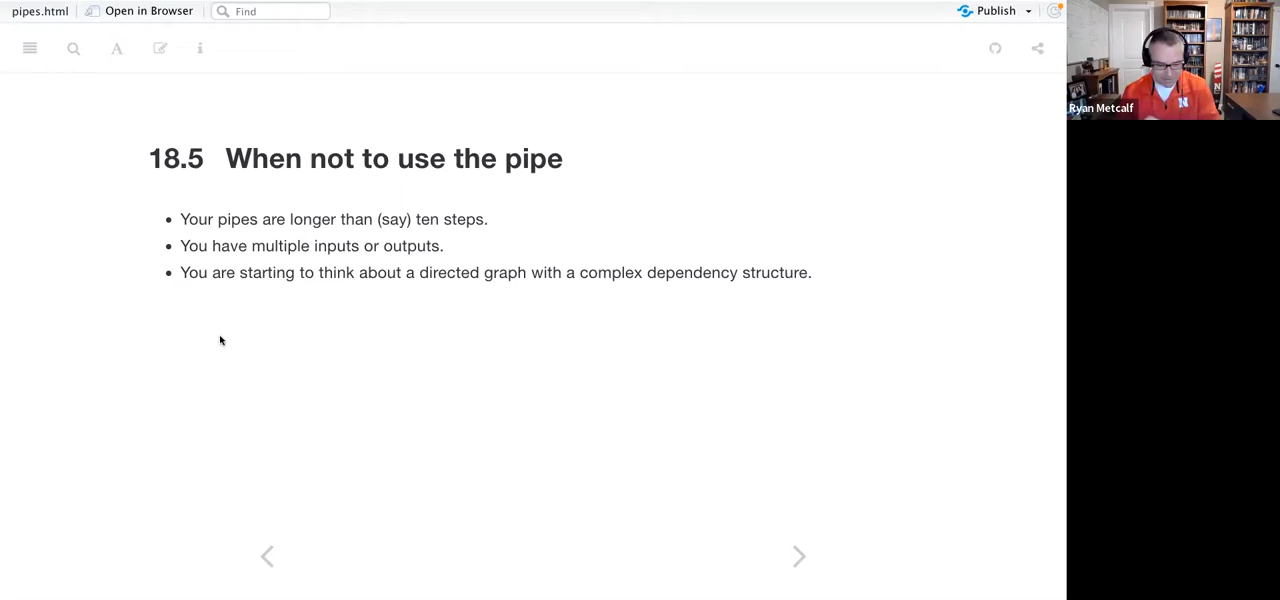 pipes.html
Open in Browser
Find
Publish
18.5 When not to use the pipe
Your pipes are longer than (say) ten steps.
You have multiple inputs or outputs.
You are starting to think about a directed graph with a complex dependency structure.
N
Ryan Metcalf